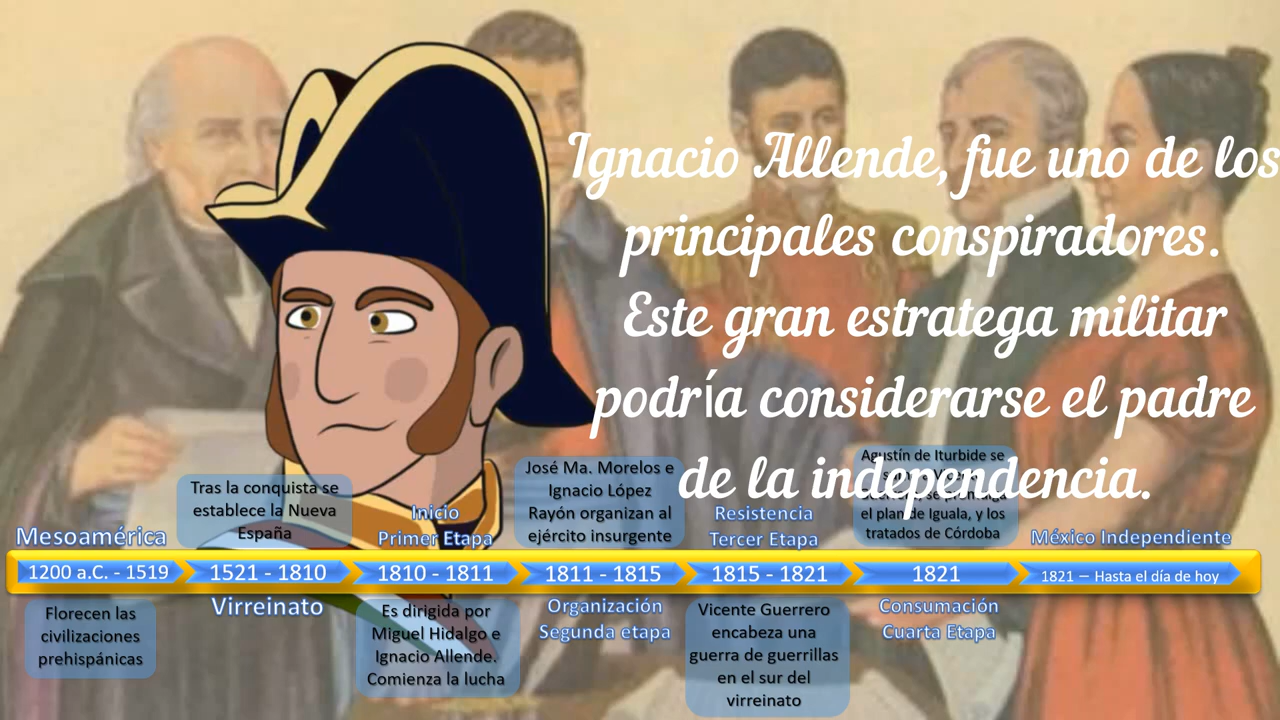 Ignacio Allende, fue uno de los
principales conspiradores.
Este gran estratega militar
podría considerarse el padre
de la independencia.
Mesoamérica
1200 a.C. - 1519
Florecen las
civilizaciones
prehispánicas
Tras la conquista se
establece la Nueva
España
1521 - 1810
Virreinato
Inicio
Primer Etapa
1810 - 1811
Es dirigida por
Miguel Hidalgo e
Ignacio Allende.
Comienza la lucha
José Ma. Morelos e
Ignacio López
Rayón organizan al
ejército insurgente
1811 - 1815
Organización
Segunda etapa
Resistencia
Tercer Etapa
1815 - 1821
Vicente Guerrero
encabeza una
guerra de guerrillas
en el sur del
virreinato
Agustín de Iturbide se
el plan de Iguala, y los
tratados de Córdoba
1821
Consumación
Cuarta Etapa
México Independiente
1821 – Hasta el día de hoy